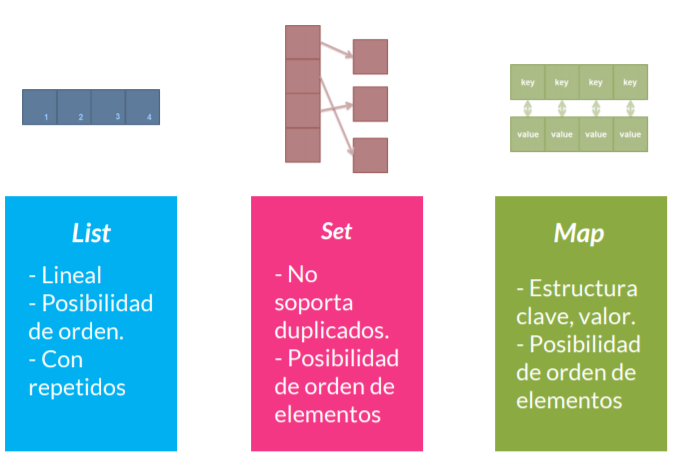 1 2 3 4
key key key key
value value value value
List
- Lineal
- Posibilidad
de orden.
- Con
repetidos
Set
- No
soporta
duplicados.
- Posibilidad
de orden de
elementos
Map
- Estructura
clave, valor.
- Posibilidad
de orden de
elementos